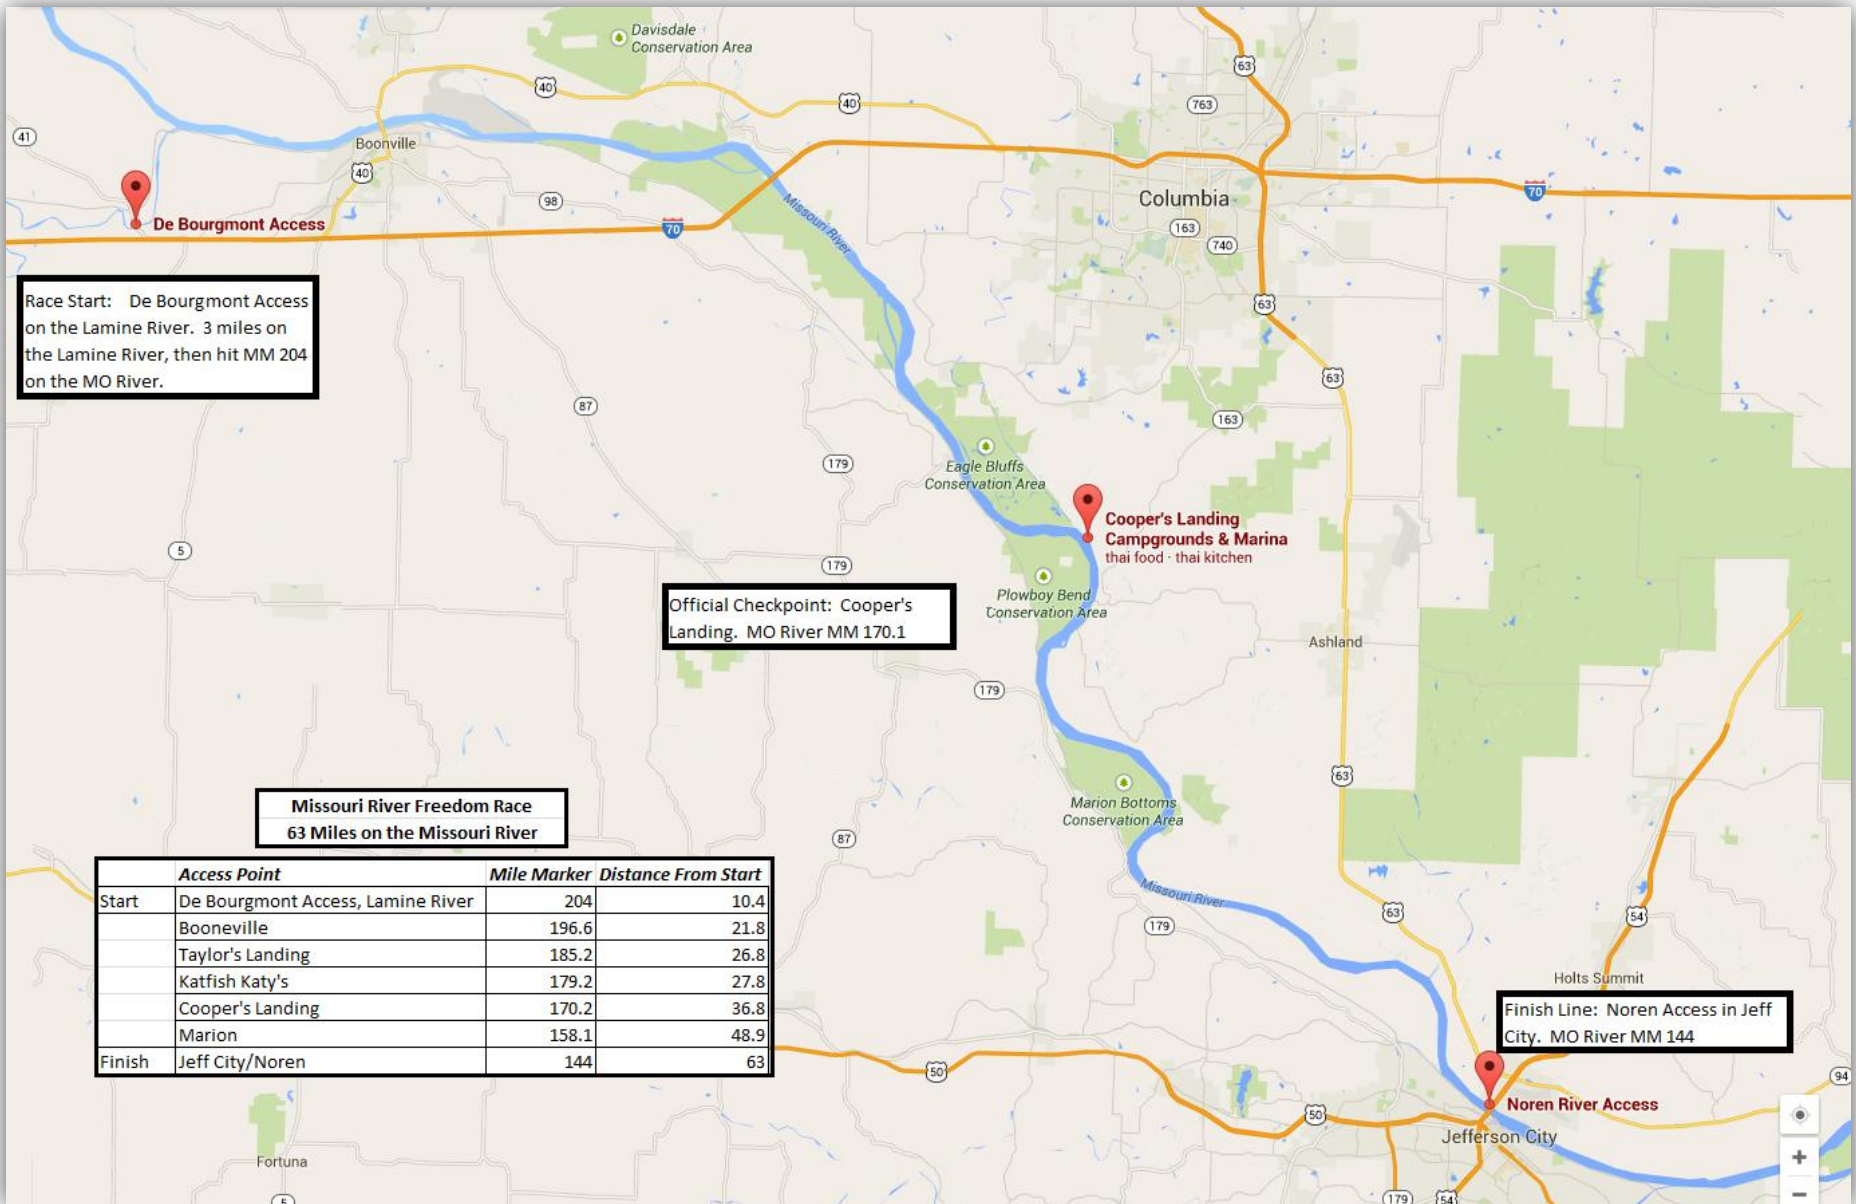 Davisdale
Conservation Area
63
40
40
763
41
Boonville
40
70
98
Columbia
Missouri River
163
De Bourgmont Access
70
740
Race Start: De Bourgmont Access
on the Lamine River. 3 miles on
the Lamine River, then hit MM 204
on the MO River.
63
63
87
163
179
Eagle Bluffs
Conservation Area
Cooper's Landing
Campgrounds & Marina
thai food · thai kitchen
5
179
Plowboy Bend
Conservation Area
Official Checkpoint: Cooper's
Landing. MO River MM 170.1
Ashland
179
63
Marion Bottoms
Conservation Area
87
Missouri River Freedom Race
63 Miles on the Missouri River
Access Point Mile Marker Distance From Start
Start De Bourgmont Access, Lamine River 204 10.4
Booneville 196.6 21.8
Taylor's Landing 185.2 26.8
Katfish Katy's 179.2 27.8
Cooper's Landing 170.2 36.8
Marion 158.1 48.9
Finish Jeff City/Noren 144 63
Missouri River
63
54
179
Holts Summit
Finish Line: Noren Access in Jeff
City. MO River MM 144
50
94
Noren River Access
50
Jefferson City
Fortuna
+
5
179
54
−